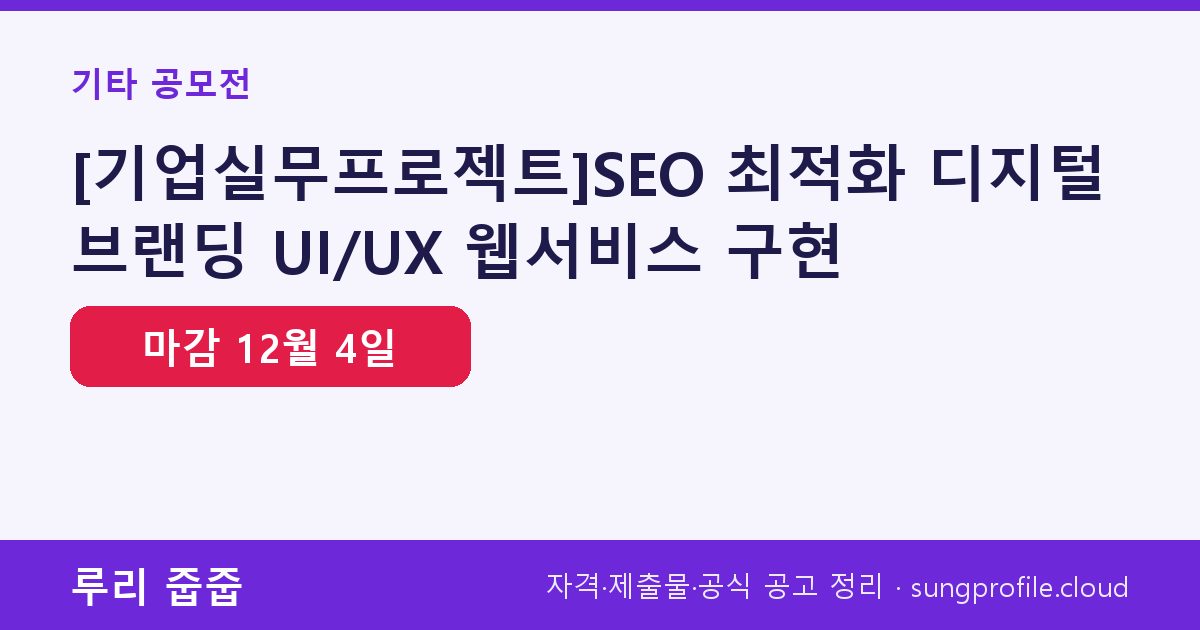 기타 공모전
[기업실무프로젝트]SEO 최적화 디지털
브랜딩 UI/UX 웹서비스 구현
마감 12월 4일
루리 줍줍
자격·제출물·공식 공고 정리 · sungprofile.cloud